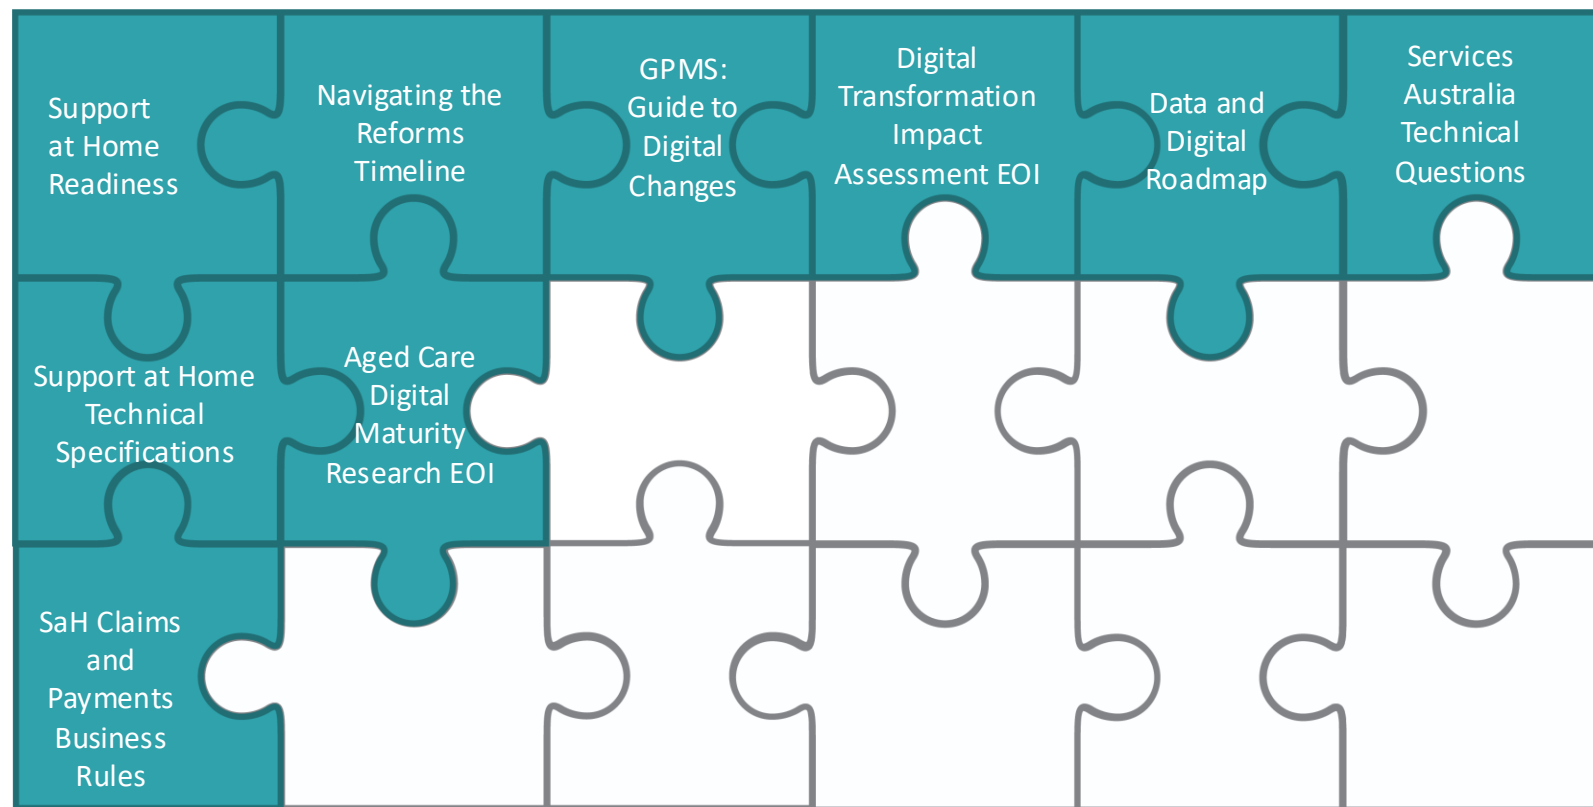 Support
at Home
Readiness
Navigating the
Reforms
Timeline
GPMS:
Guide to
Digital
Changes
Digital
Transformation
Impact
Assessment EOI
Data and
Digital
Roadmap
Services
Australia
Technical
Questions
Support at Home
Technical
Specifications
Aged Care
Digital
Maturity
Research EOI
SaH Claims
and
Payments
Business
Rules